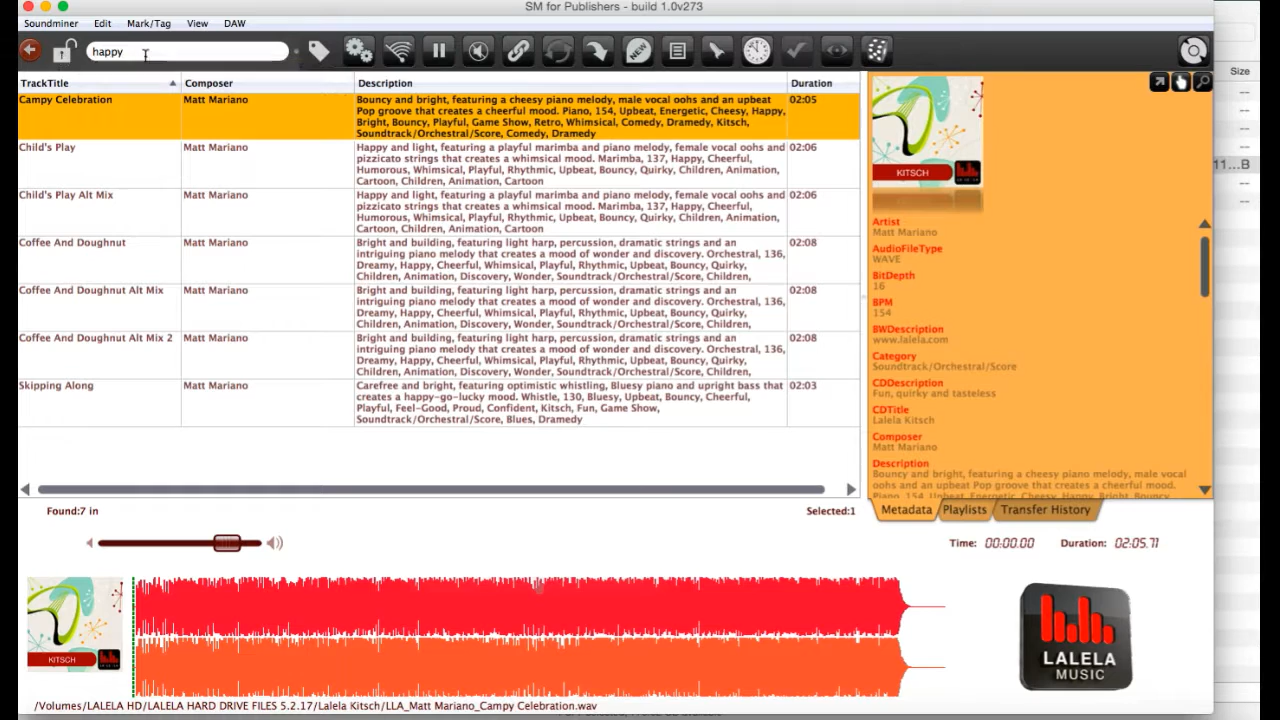 SM for Publishers - build 1.0v273
Soundminer Edit Mark/Tag View DAW
happy
NEW
Size
TrackTitle Composer Description Duration
Campy Celebration Matt Mariano Bouncy and bright, featuring a cheesy piano melody, male vocal oohs and an upbeat 02:05
Pop groove that creates a cheerful mood. Piano, 154, Upbeat, Energetic, Cheesy, Happy,
Bright, Bouncy, Playful, Game Show, Retro, Whimsical, Comedy, Dramedy, Kitsch,
Soundtrack/Orchestral/Score, Comedy, Dramedy
Child's Play Matt Mariano Happy and light, featuring a playful marimba and piano melody, female vocal oohs and 02:06
pizzicato strings that creates a whimsical mood. Marimba, 137, Happy, Cheerful,
Humorous, Whimsical, Playful, Rhythmic, Upbeat, Bouncy, Quirky, Children, Animation,
Cartoon, Children, Animation, Cartoon
Child's Play Alt Mix Matt Mariano Happy and light, featuring a playful marimba and piano melody, female vocal oohs and 02:06
pizzicato strings that creates a whimsical mood. Marimba, 137, Happy, Cheerful,
Humorous, Whimsical, Playful, Rhythmic, Upbeat, Bouncy, Quirky, Children, Animation,
Cartoon, Children, Animation, Cartoon
Coffee And Doughnut Matt Mariano Bright and building, featuring light harp, percussion, dramatic strings and an 02:08
intriguing piano melody that creates a mood of wonder and discovery. Orchestral, 136,
Dreamy, Happy, Cheerful, Whimsical, Playful, Rhythmic, Upbeat, Bouncy, Quirky,
Children, Animation, Discovery, Wonder, Soundtrack/Orchestral/Score, Children,
Coffee And Doughnut Alt Mix Matt Mariano Bright and building, featuring light harp, percussion, dramatic strings and an 02:08
intriguing piano melody that creates a mood of wonder and discovery. Orchestral, 136,
Dreamy, Happy, Cheerful, Whimsical, Playful, Rhythmic, Upbeat, Bouncy, Quirky,
Children, Animation, Discovery, Wonder, Soundtrack/Orchestral/Score, Children,
Coffee And Doughnut Alt Mix 2 Matt Mariano Bright and building, featuring light harp, percussion, dramatic strings and an 02:08
intriguing piano melody that creates a mood of wonder and discovery. Orchestral, 136,
Dreamy, Happy, Cheerful, Whimsical, Playful, Rhythmic, Upbeat, Bouncy, Quirky,
Children, Animation, Discovery, Wonder, Soundtrack/Orchestral/Score, Children,
Skipping Along Matt Mariano Carefree and bright, featuring optimistic whistling, Bluesy piano and upright bass that 02:03
creates a happy-go-lucky mood. Whistle, 130, Bluesy, Upbeat, Bouncy, Cheerful,
Playful, Feel-Good, Proud, Confident, Kitsch, Fun, Game Show,
Soundtrack/Orchestral/Score, Blues, Dramedy
KITSCH
Artist
Matt Mariano
AudioFileType
WAVE
BitDepth
16
BPM
154
BWDescription
www.lalela.com
Category
Soundtrack/Orchestral/Score
CDDescription
Fun, quirky and tasteless
CDTitle
Lalela Kitsch
Composer
Matt Mariano
Description
Bouncy and bright, featuring a cheesy piano melody, male vocal
oohs and an upbeat Pop groove that creates a cheerful mood.
Piano, 154, Upbeat, Energetic, Cheesy, Happy, Bright, Bouncy,
11...B
Found:7 in Selected:1
Metadata Playlists Transfer History
Time: 00:00.00 Duration: 02:05.71
KITSCH
LALELA
MUSIC
/Volumes/LALELA HD/LALELA HARD DRIVE FILES 5.2.17/Lalela Kitsch/LLA_Matt Mariano_Campy Celebration.wav